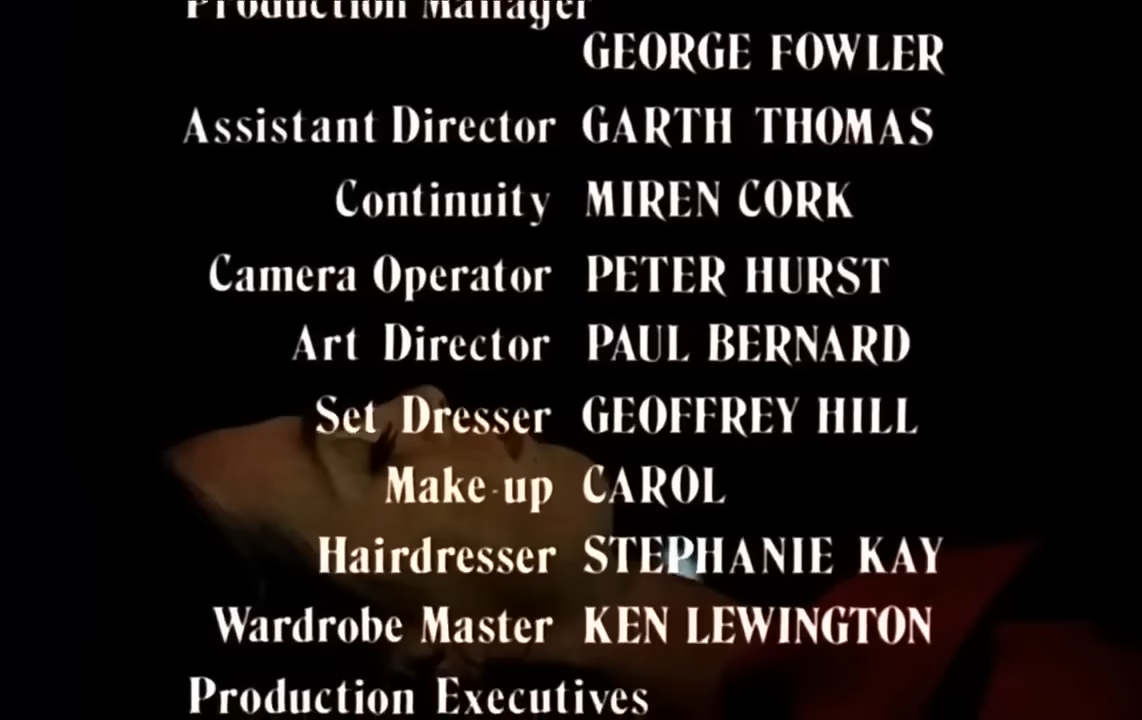 Production Manager
GEORGE FOWLER
Assistant Director GARTH THOMAS
Continuity MIREN CORK
Camera Operator PETER HURST
Art Director PAUL BERNARD
Set Dresser GEOFFREY HILL
Make-up CAROL
Hairdresser STEPHANIE KAY
Wardrobe Master KEN LEWINGTON
Production Executives